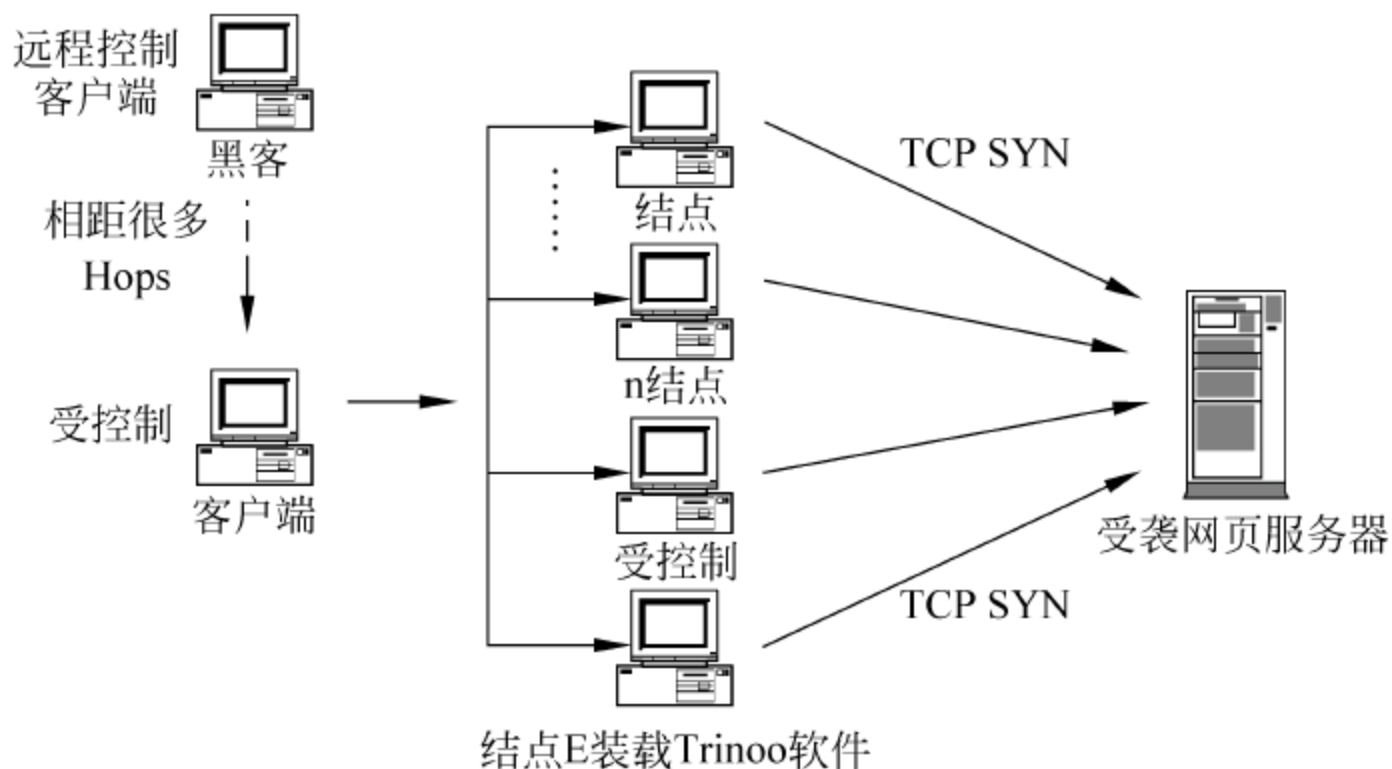 远程控制
客户端
黑客
相距很多
Hops
受控制
客户端
结点
n结点
受控制
结点E装载Trinoo软件
TCP SYN
TCP SYN
受袭网页服务器